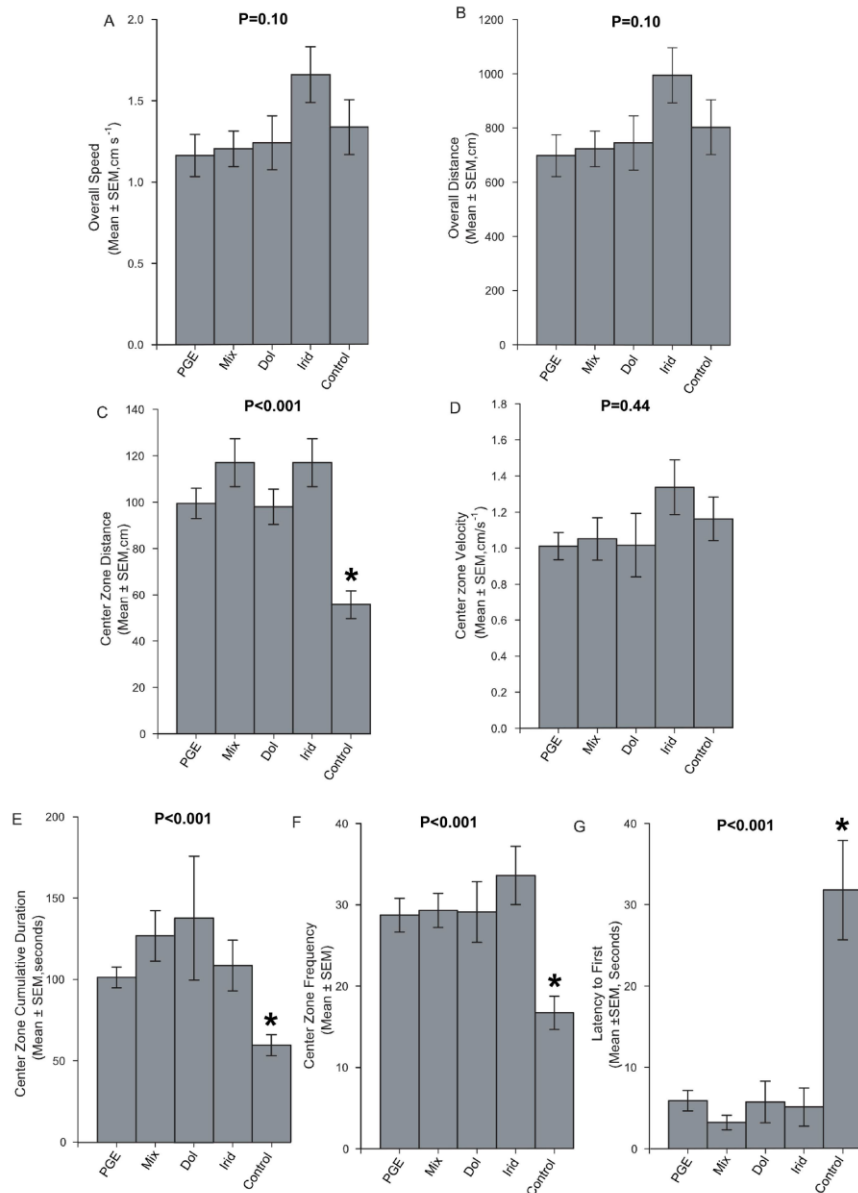 A
P=0.10
Overall Speed
(Mean ± SEM,cm s⁻¹)
2.0
1.5
1.0
0.5
0.0
PGE
Mix
Dol
Irid
Control
B
P=0.10
Overall Distance
(Mean ± SEM,cm)
1200
1000
800
600
400
200
0
PGE
Mix
Dol
Irid
Control
C
P<0.001
Center Zone Distance
(Mean ± SEM,cm)
140
120
100
80
60
40
20
0
*
PGE
Mix
Dol
Irid
Control
D
P=0.44
Center zone Velocity
(Mean ± SEM,cm/s⁻¹)
1.8
1.6
1.4
1.2
1.0
0.8
0.6
0.4
0.2
0.0
PGE
Mix
Dol
Irid
Control
E
P<0.001
Center Zone Cumulative Duration
(Mean ± SEM,seconds)
200
150
100
50
0
*
PGE
Mix
Dol
Irid
Control
F
P<0.001
Center Zone Frequency
(Mean ± SEM)
40
30
20
10
0
*
PGE
Mix
Dol
Irid
Control
G
P<0.001
Latency to First
(Mean ±SEM, Seconds)
40
30
20
10
0
*
PGE
Mix
Dol
Irid
Control